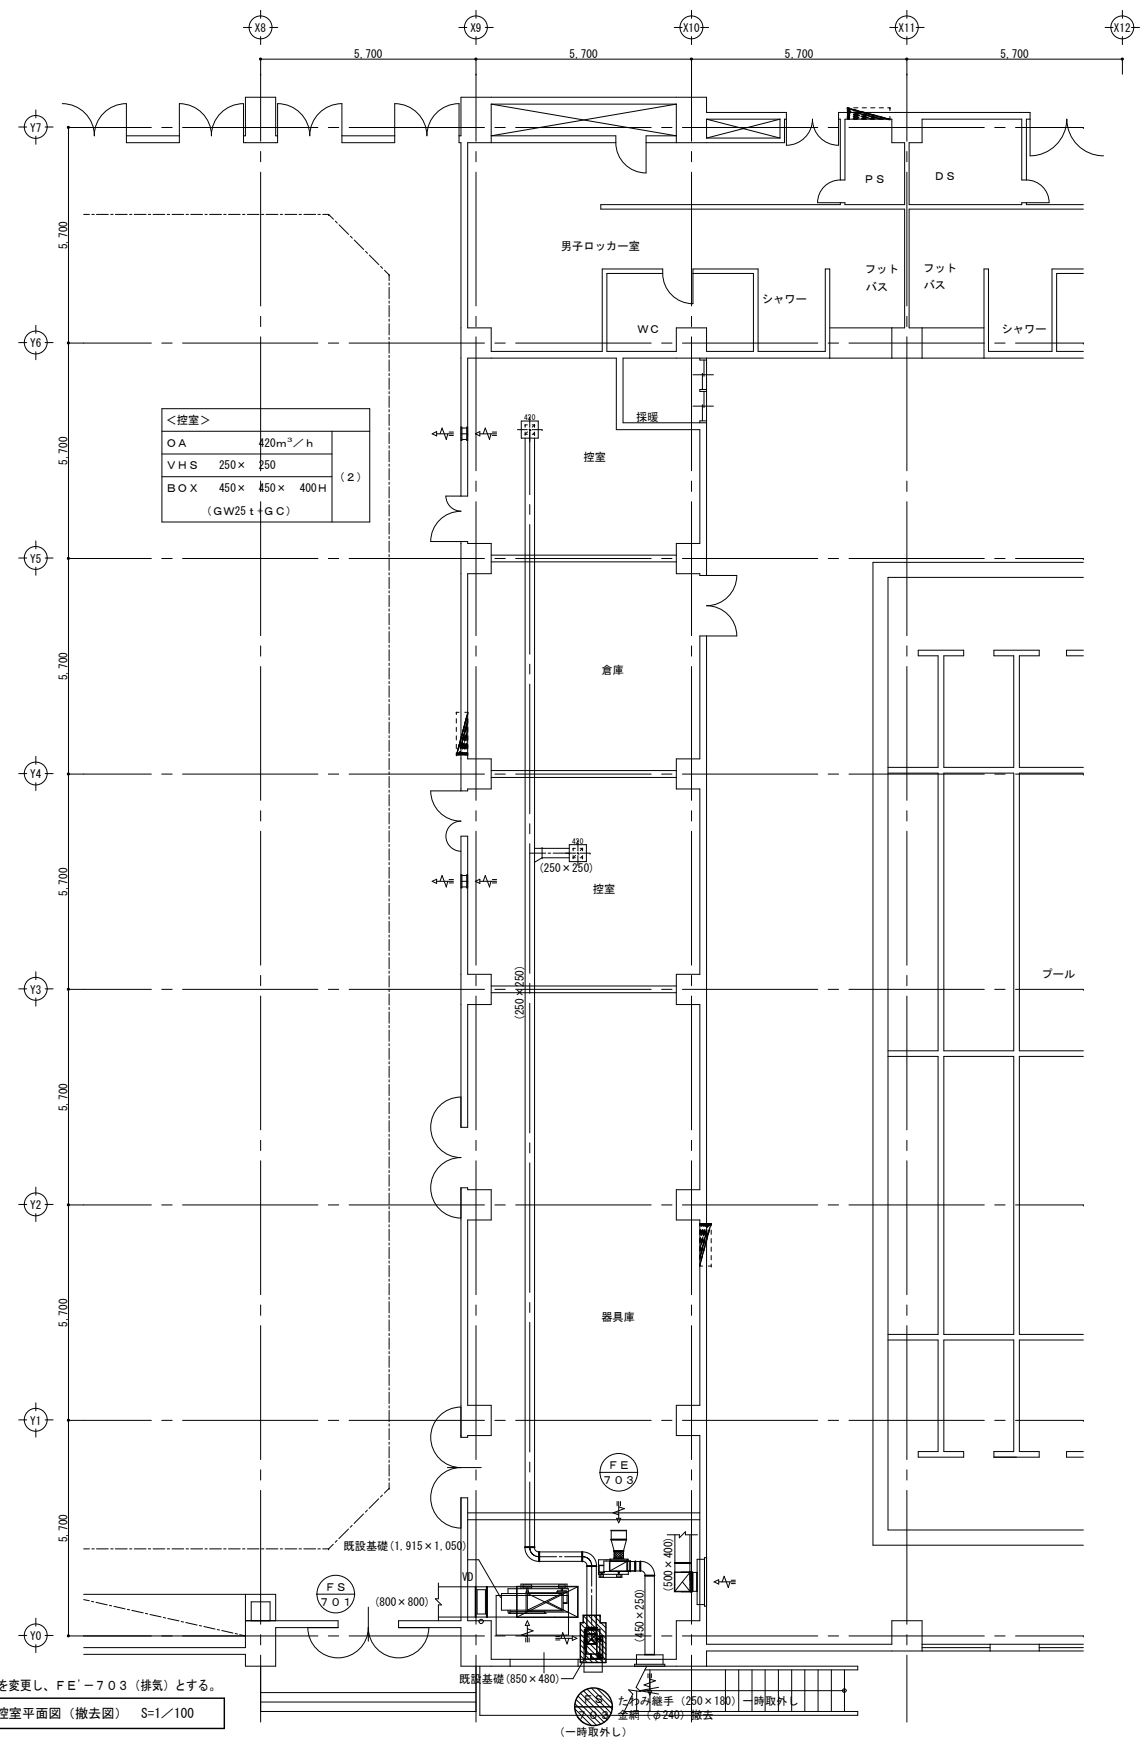 X8
X9
X10
X11
X12
5,700
5,700
5,700
5,700
Y7
PS
DS
5,700
男子ロッカー室
フット
バス
フット
バス
シャワー
WC
シャワー
Y6
<控室>
OA 420m³/h
VHS 250× 250
BOX 450× 450× 400H
(GW25t+GC)
(2)
420
採暖
控室
5,700
Y5
5,700
倉庫
Y4
420
(250×250)
控室
5,700
プール
Y3
(250×250)
5,700
Y2
5,700
器具庫
Y1
FE
703
5,700
既設基礎(1,915×1,050)
VD
(500×400)
FS
701
(800×800)
(450×250)
Y0
既設基礎(850×480)
を変更し、FE'-703(排気)とする。
控室平面図(撤去図) S=1/100
FS
703
たわみ継手(250×180)一時取外し
金網(φ240)撤去
(一時取外し)